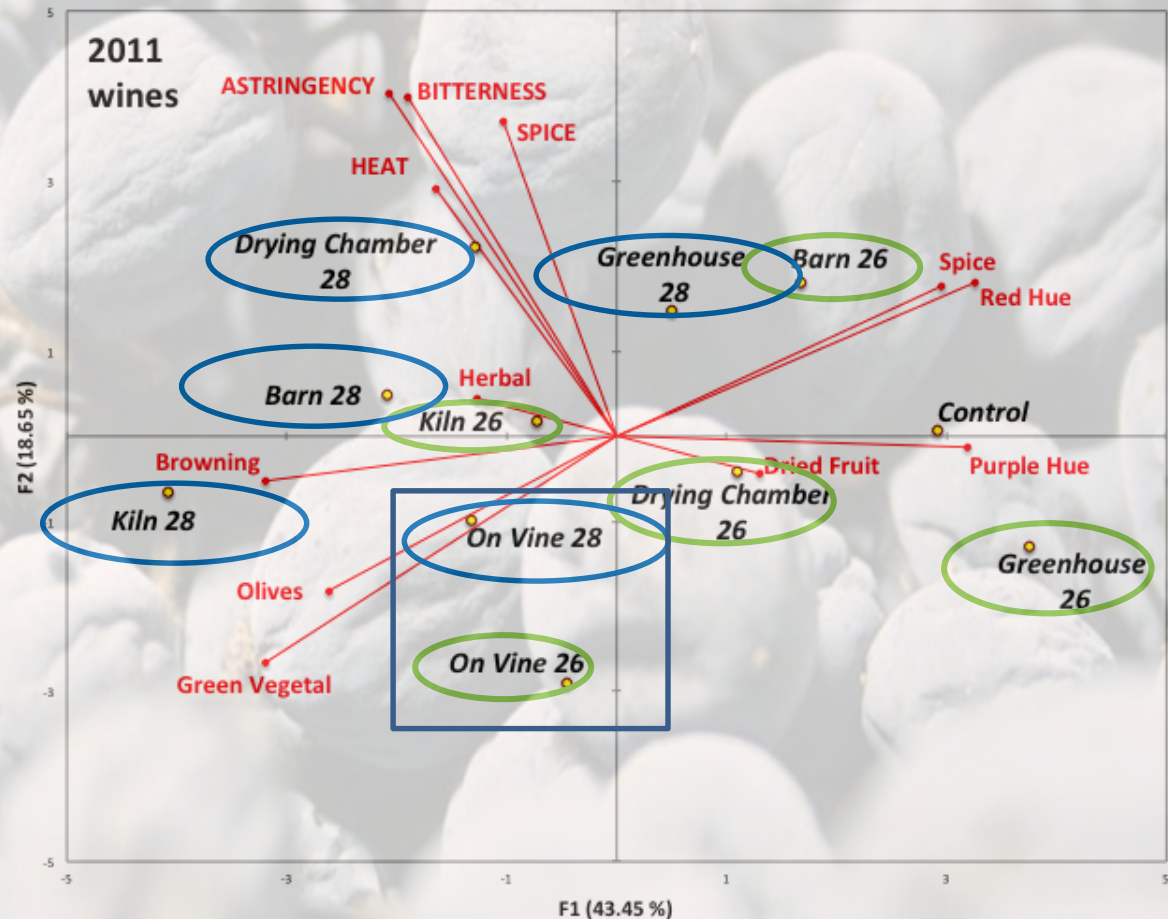 5
2011
wines
ASTRINGENCY
BITTERNESS
SPICE
HEAT
3
Drying Chamber
28
Greenhouse
28
Barn 26
Spice
Red Hue
1
Herbal
Barn 28
Kiln 26
Control
F2 (18.65 %)
Browning
Dried Fruit
Purple Hue
Kiln 28
-1
Drying Chamber
26
On Vine 28
Greenhouse
26
Olives
On Vine 26
Green Vegetal
-3
-5
-5
-3
-1
1
3
5
F1 (43.45 %)